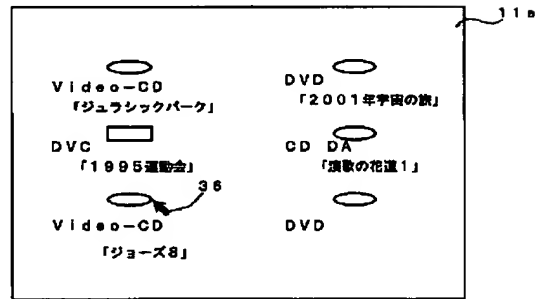 11a
Video-CD
「ジュラシックパーク」
DVD
「2001年宇宙の旅」
DVC
「1995運動会」
CD DA
「演歌の花道1」
36
Video-CD
「ジョーズ8」
DVD